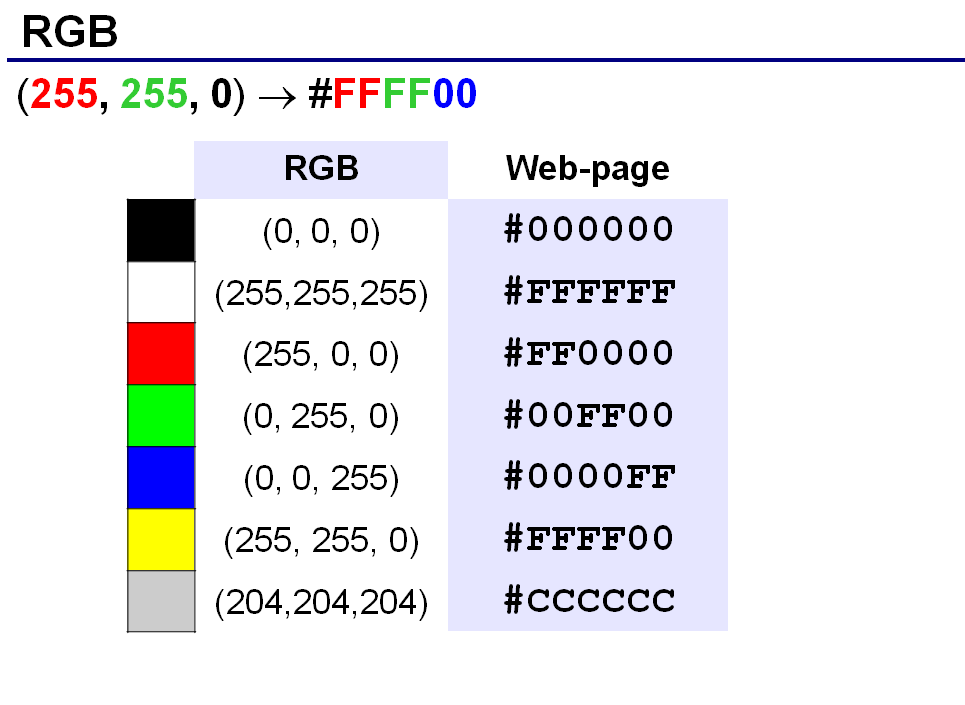 RGB
(255, 255, 0) → #FFFF00
RGB Web-page
(0, 0, 0) #000000
(255,255,255) #FFFFFF
(255, 0, 0) #FF0000
(0, 255, 0) #00FF00
(0, 0, 255) #0000FF
(255, 255, 0) #FFFF00
(204,204,204) #CCCCCC